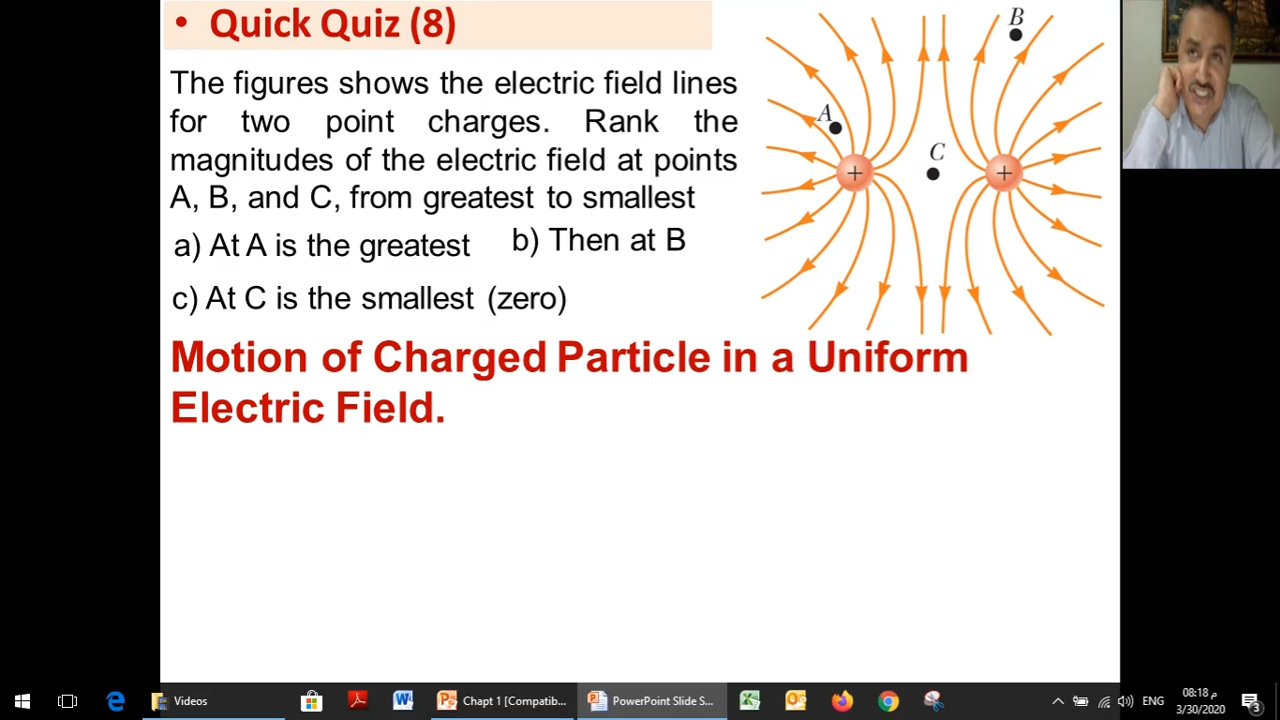 • Quick Quiz (8)
The figures shows the electric field lines
for two point charges. Rank the
magnitudes of the electric field at points
A, B, and C, from greatest to smallest
a) At A is the greatest b) Then at B
c) At C is the smallest (zero)
A
B
C
+ +
Motion of Charged Particle in a Uniform
Electric Field.
Videos
Chapt 1 [Compatib...
PowerPoint Slide S...
ENG
08:18 م
3/30/2020
3